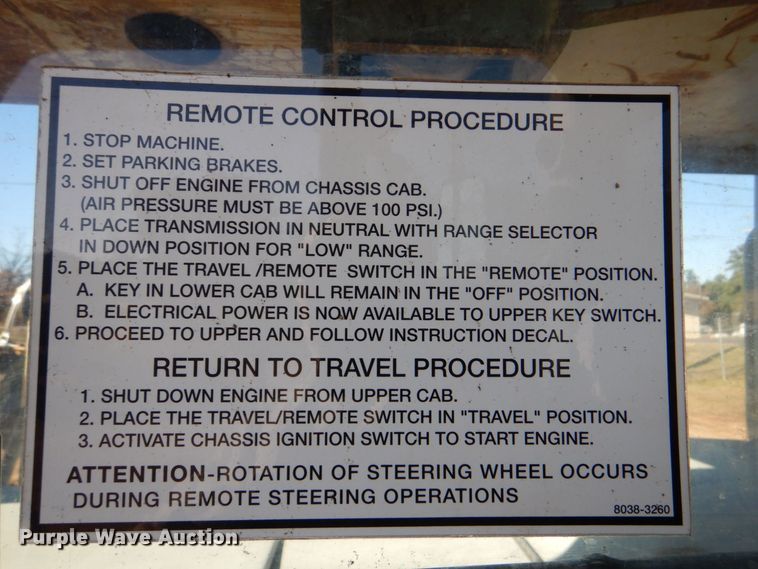 REMOTE CONTROL PROCEDURE
1. STOP MACHINE.
2. SET PARKING BRAKES.
3. SHUT OFF ENGINE FROM CHASSIS CAB.
(AIR PRESSURE MUST BE ABOVE 100 PSI.)
4. PLACE TRANSMISSION IN NEUTRAL WITH RANGE SELECTOR
IN DOWN POSITION FOR "LOW" RANGE.
5. PLACE THE TRAVEL /REMOTE SWITCH IN THE "REMOTE" POSITION.
A. KEY IN LOWER CAB WILL REMAIN IN THE "OFF" POSITION.
B. ELECTRICAL POWER IS NOW AVAILABLE TO UPPER KEY SWITCH.
6. PROCEED TO UPPER AND FOLLOW INSTRUCTION DECAL.
RETURN TO TRAVEL PROCEDURE
1. SHUT DOWN ENGINE FROM UPPER CAB.
2. PLACE THE TRAVEL/REMOTE SWITCH IN "TRAVEL" POSITION.
3. ACTIVATE CHASSIS IGNITION SWITCH TO START ENGINE.
ATTENTION-ROTATION OF STEERING WHEEL OCCURS
DURING REMOTE STEERING OPERATIONS
8038-3260
Purple Wave Auction